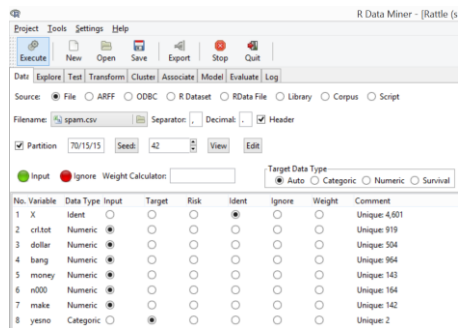 R Data Miner - [Rattle (s
Project Tools Settings Help
Execute New Open Save Export Stop Quit
Data Explore Test Transform Cluster Associate Model Evaluate Log
Source: File ARFF ODBC R Dataset RData File Library Corpus Script
Filename: spam.csv Separator: , Decimal: . Header
Partition 70/15/15 Seed: 42 View Edit
Target Data Type
Input Ignore Weight Calculator: Auto Categoric Numeric Survival
No. Variable Data Type Input Target Risk Ident Ignore Weight Comment
1 X Ident Unique: 4,601
2 crl.tot Numeric Unique: 919
3 dollar Numeric Unique: 504
4 bang Numeric Unique: 964
5 money Numeric Unique: 143
6 n000 Numeric Unique: 164
7 make Numeric Unique: 142
8 yesno Categoric Unique: 2